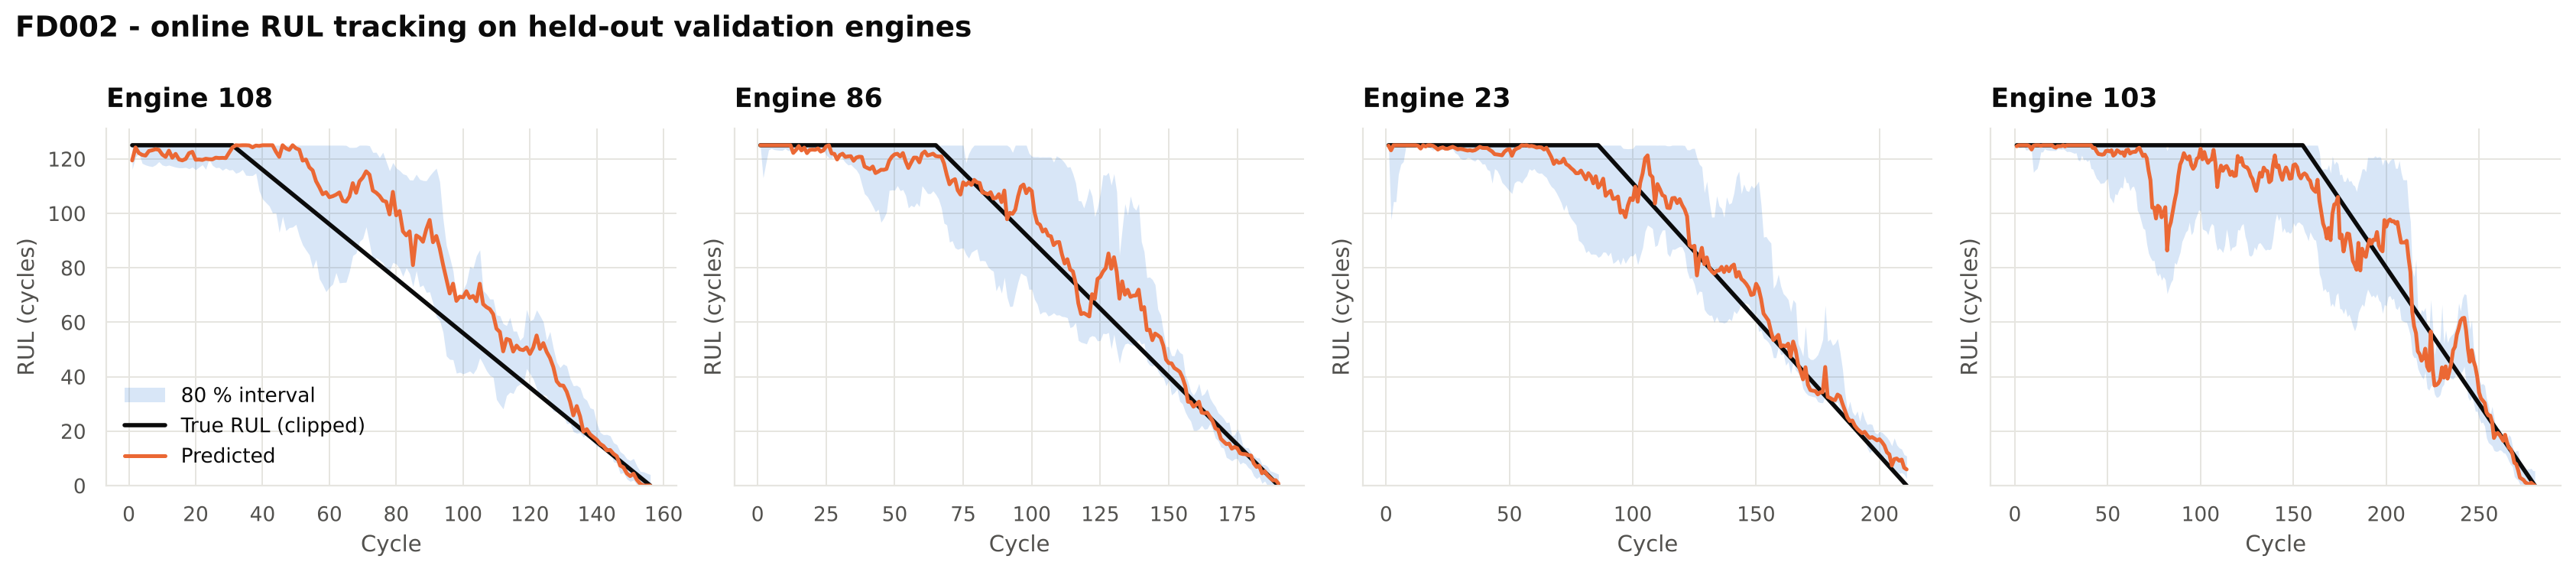 FD002 - online RUL tracking on held-out validation engines
Engine 108
Engine 86
Engine 23
Engine 103
RUL (cycles)
120
100
80
60
40
20
0
80 % interval
True RUL (clipped)
Predicted
0 20 40 60 80 100 120 140 160
Cycle
RUL (cycles)
0 25 50 75 100 125 150 175
Cycle
RUL (cycles)
0 50 100 150 200
Cycle
RUL (cycles)
0 50 100 150 200 250
Cycle